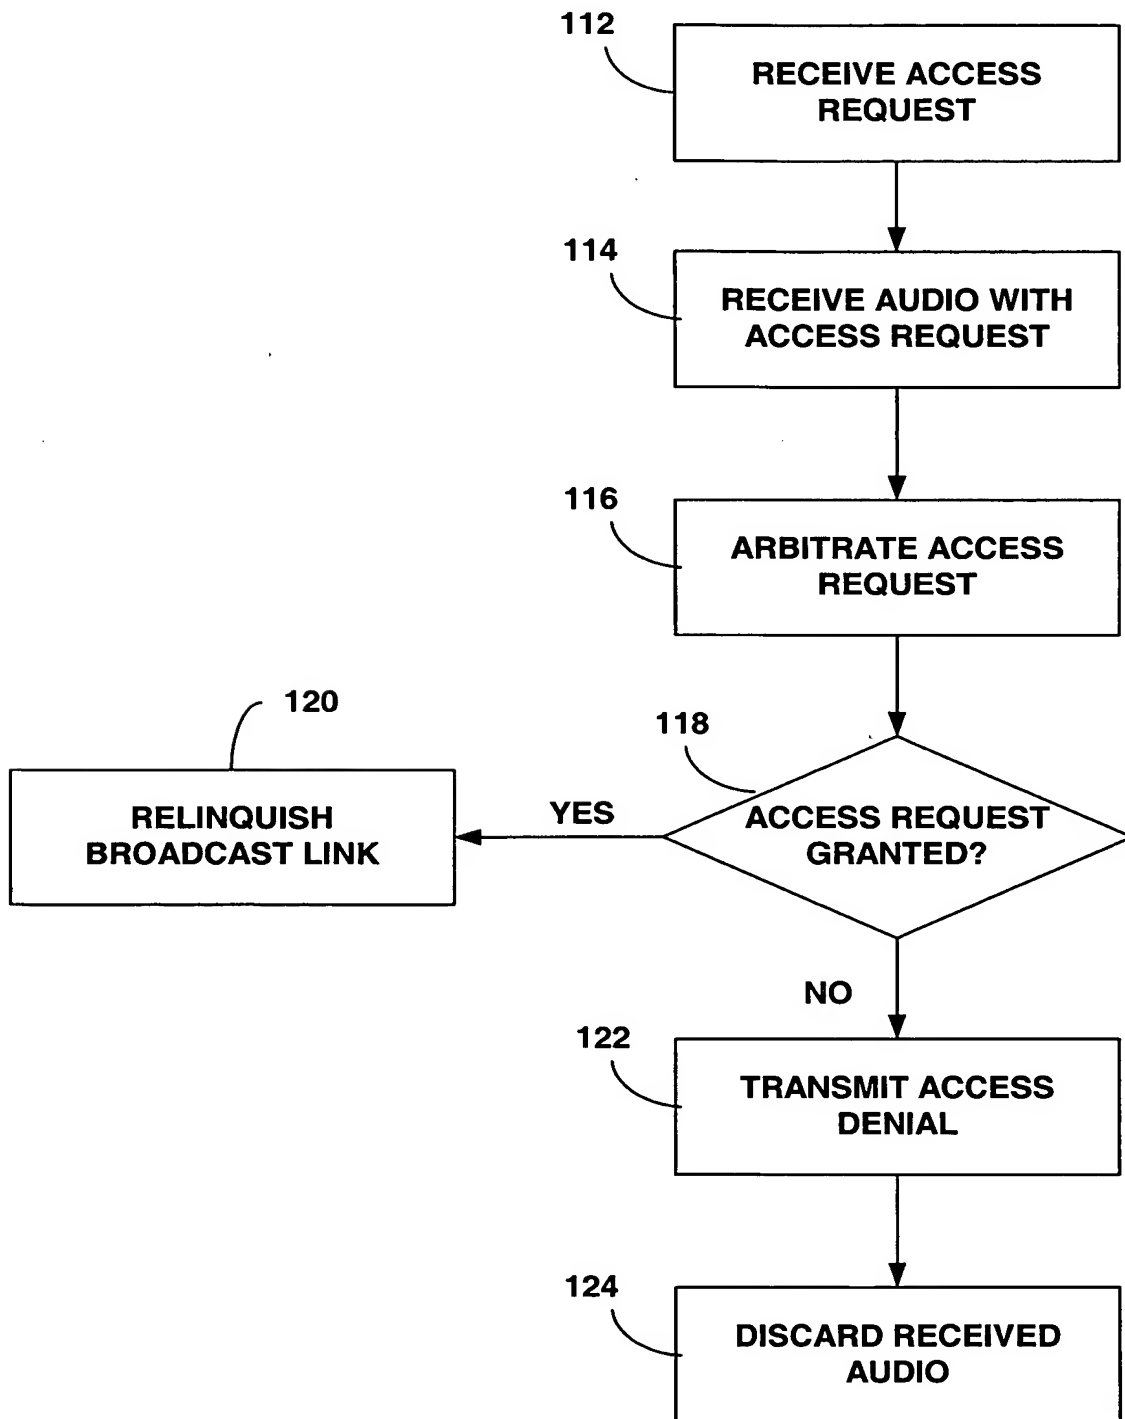 112
RECEIVE ACCESS
REQUEST
114
RECEIVE AUDIO WITH
ACCESS REQUEST
116
ARBITRATE ACCESS
REQUEST
118
ACCESS REQUEST
GRANTED?
YES
120
RELINQUISH
BROADCAST LINK
NO
122
TRANSMIT ACCESS
DENIAL
124
DISCARD RECEIVED
AUDIO